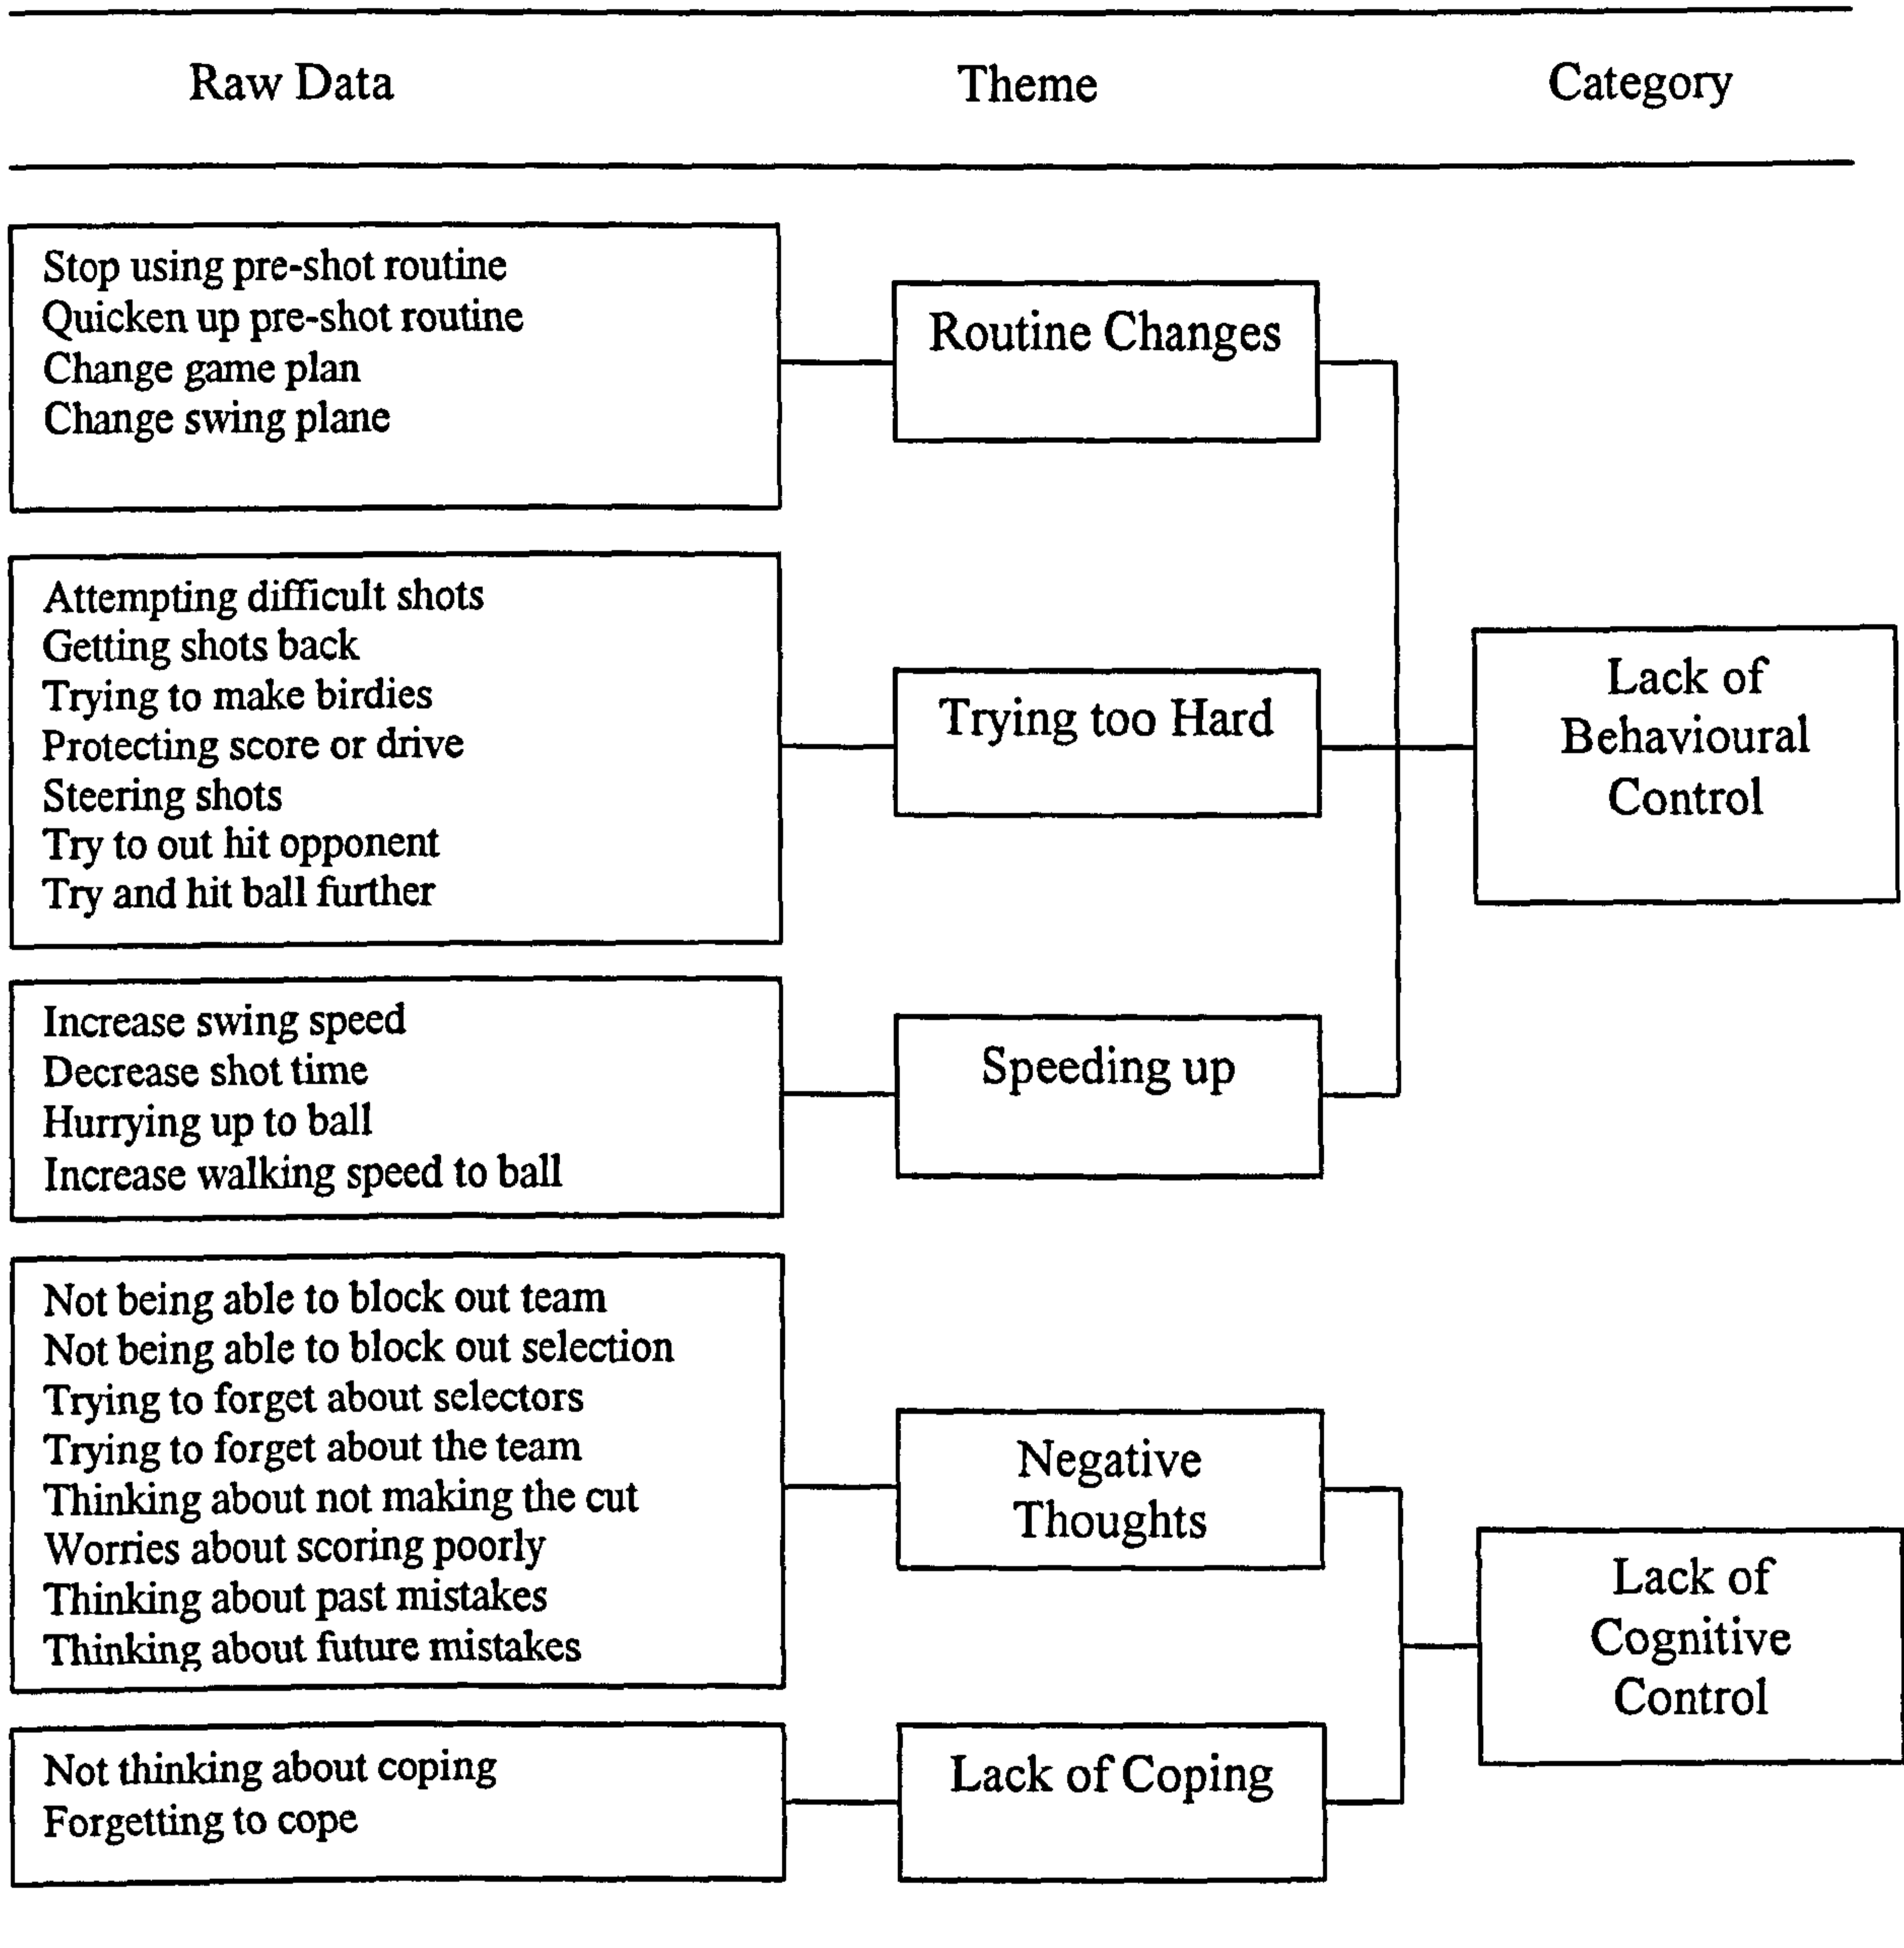 Raw Data
Theme
Category
Stop using pre-shot routine
Quicken up pre-shot routine
Change game plan
Change swing plane
Routine Changes
Attempting difficult shots
Getting shots back
Trying to make birdies
Protecting score or drive
Steering shots
Try to out hit opponent
Try and hit ball further
Trying too Hard
Lack of
Behavioural
Control
Increase swing speed
Decrease shot time
Hurrying up to ball
Increase walking speed to ball
Speeding up
Not being able to block out team
Not being able to block out selection
Trying to forget about selectors
Trying to forget about the team
Thinking about not making the cut
Worries about scoring poorly
Thinking about past mistakes
Thinking about future mistakes
Negative
Thoughts
Lack of
Cognitive
Control
Not thinking about coping
Forgetting to cope
Lack of Coping